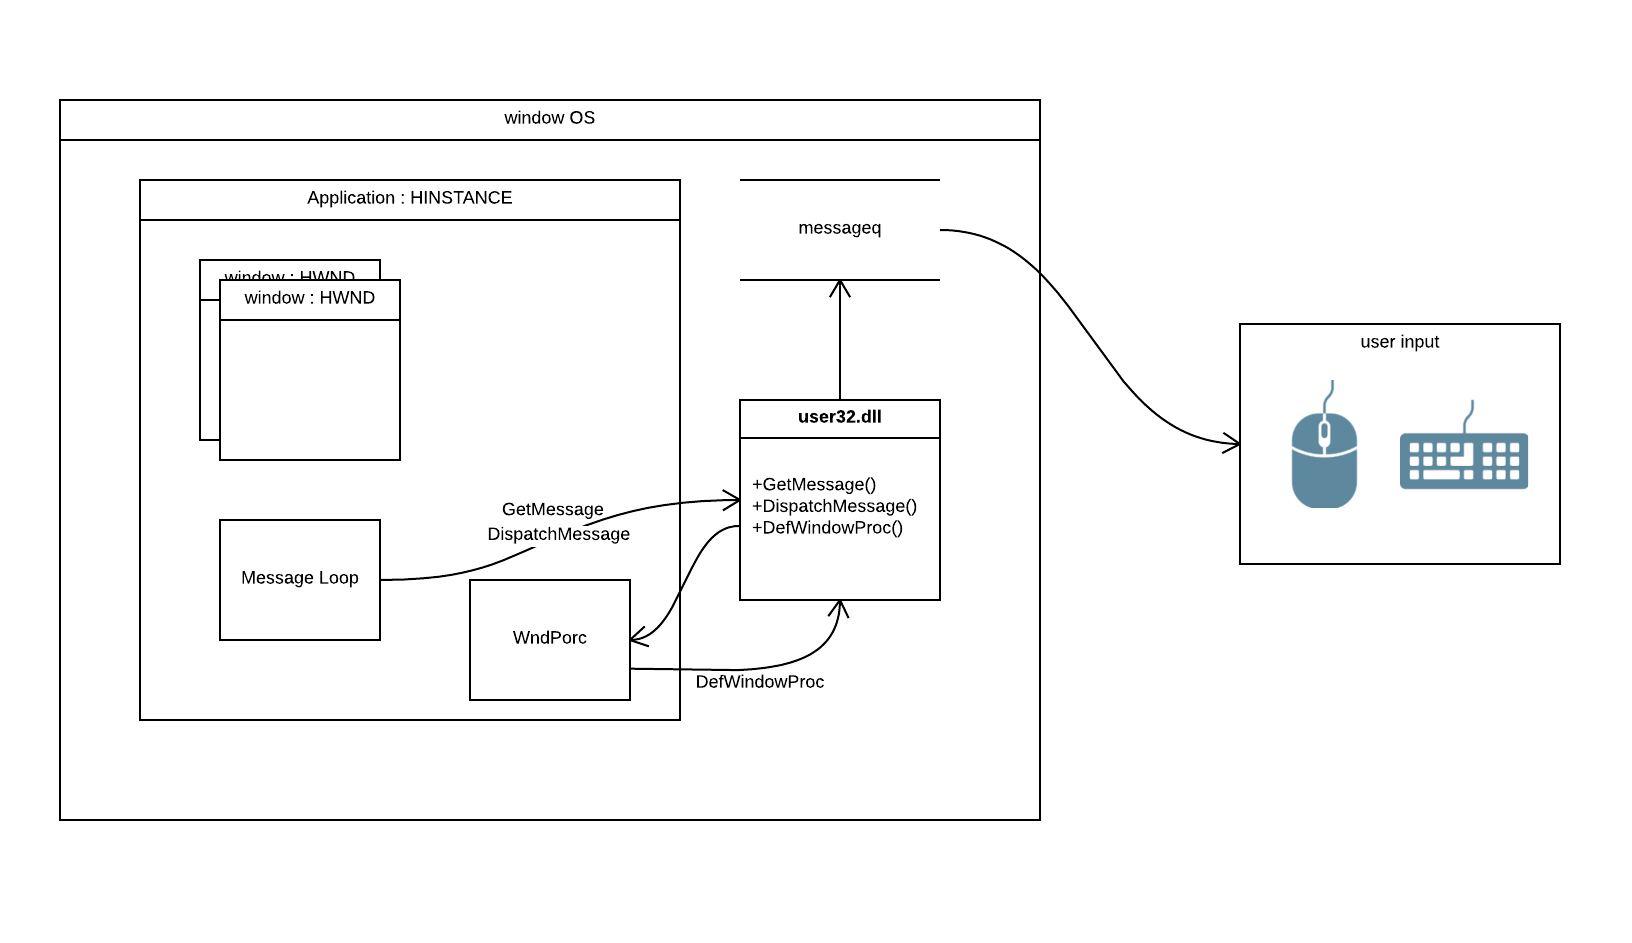 window OS
Application : HINSTANCE
messageq
window : HWND
window : HWND
user input
user32.dll
+GetMessage()
+DispatchMessage()
+DefWindowProc()
GetMessage
DispatchMessage
Message Loop
WndPorc
DefWindowProc